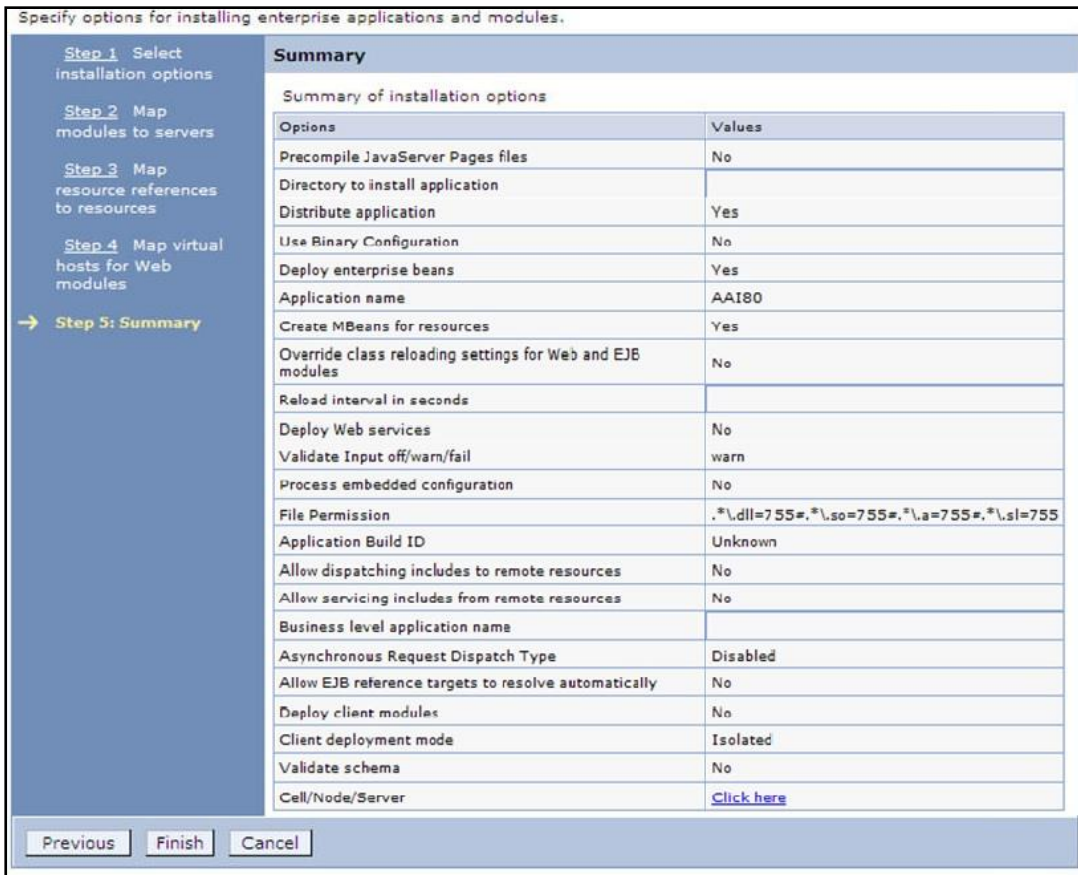 Specify options for installing enterprise applications and modules.
Step 1 Select
installation options
Step 2 Map
modules to servers
Step 3 Map
resource references
to resources
Step 4 Map virtual
hosts for Web
modules
Step 5: Summary
Summary
Summary of installation options
Options Values
Precompile JavaServer Pages files No
Directory to install application
Distribute application Yes
Use Binary Configuration No
Deploy enterprise beans Yes
Application name AAI80
Create MBeans for resources Yes
Override class reloading settings for Web and EJB
modules No
Reload interval in seconds
Deploy Web services No
Validate Input off/warn/fail warn
Process embedded configuration No
File Permission .*\.dll=755#.*\.so=755#.*\.a=755#.*\.sl=755
Application Build ID Unknown
Allow dispatching includes to remote resources No
Allow servicing includes from remote resources No
Business level application name
Asynchronous Request Dispatch Type Disabled
Allow EJB reference targets to resolve automatically No
Deploy client modules No
Client deployment mode Isolated
Validate schema No
Cell/Node/Server Click here
Previous Finish Cancel